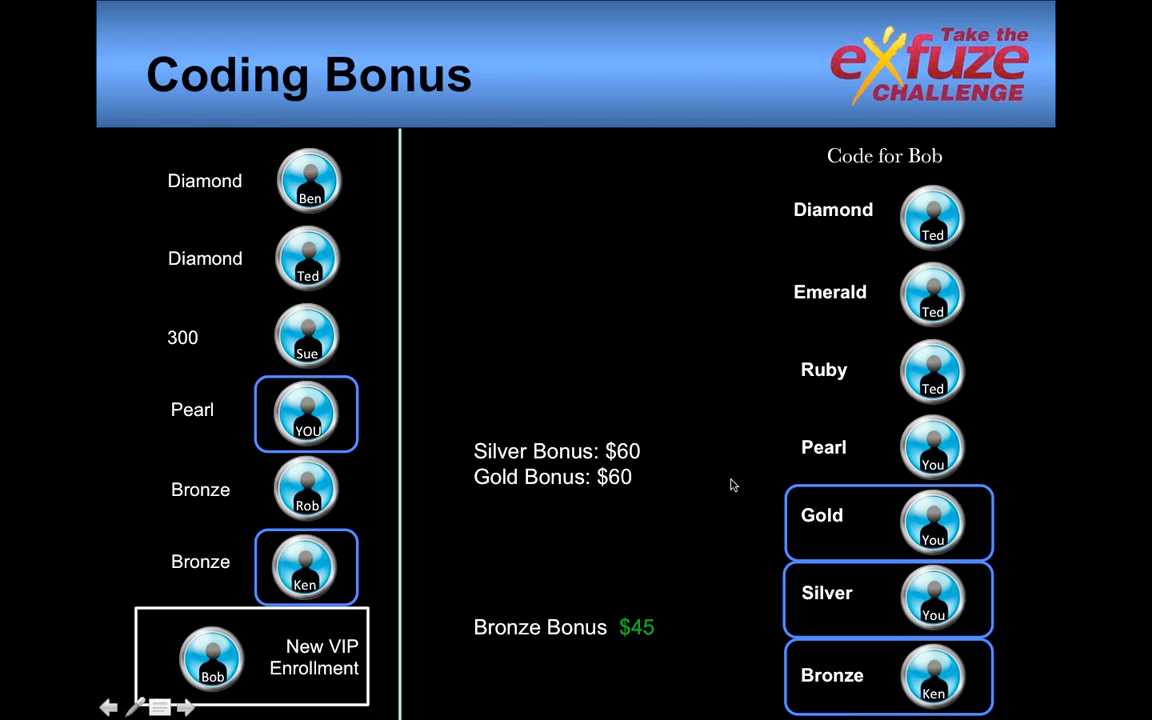 Coding Bonus
Take the
exfuze
CHALLENGE
Diamond
Ben
Diamond
Ted
300
Sue
Pearl
YOU
Bronze
Rob
Bronze
Ken
Bob
New VIP
Enrollment
Silver Bonus: $60
Gold Bonus: $60
Bronze Bonus $45
Code for Bob
Diamond
Ted
Emerald
Ted
Ruby
Ted
Pearl
You
Gold
You
Silver
You
Bronze
Ken